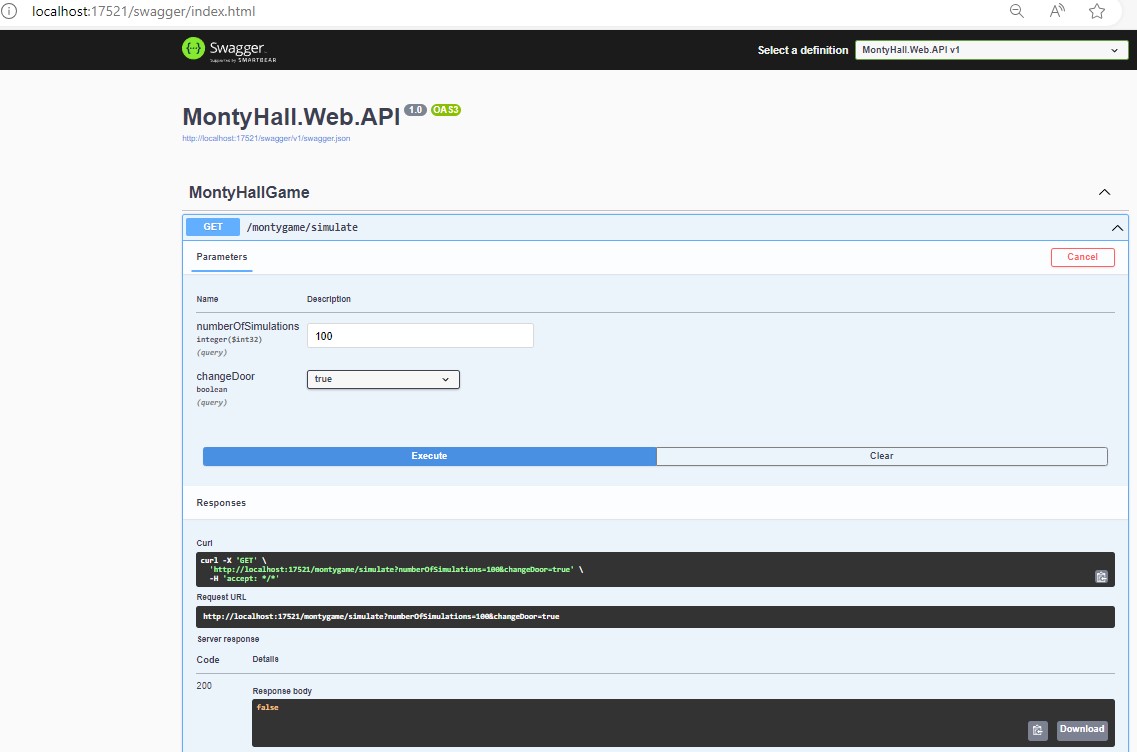 localhost:17521/swagger/index.html
Swagger
Supported by SMARTBEAR
Select a definition
MontyHall.Web.API v1
MontyHall.Web.API 1.0 OAS3
http://localhost:17521/swagger/v1/swagger.json
MontyHallGame
GET /montygame/simulate
Parameters
Cancel
Name Description
numberOfSimulations
integer($int32)
(query)
100
changeDoor
boolean
(query)
true
Execute
Clear
Responses
Curl
curl -X 'GET' \
'http://localhost:17521/montygame/simulate?numberOfSimulations=100&changeDoor=true' \
-H 'accept: */*'
Request URL
http://localhost:17521/montygame/simulate?numberOfSimulations=100&changeDoor=true
Server response
Code Details
200
Response body
false
Download